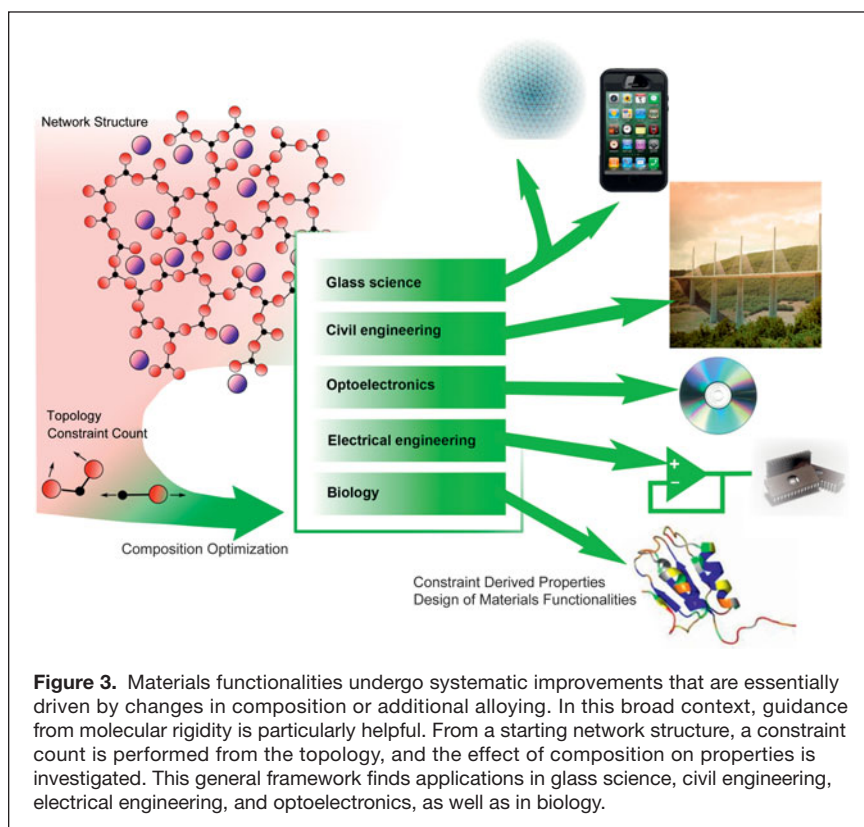 Network Structure
Glass science
Civil engineering
Optoelectronics
Electrical engineering
Biology
Topology
Constraint Count
Composition Optimization
+
−
Constraint Derived Properties
Design of Materials Functionalities
Figure 3. Materials functionalities undergo systematic improvements that are essentially
driven by changes in composition or additional alloying. In this broad context, guidance
from molecular rigidity is particularly helpful. From a starting network structure, a constraint
count is performed from the topology, and the effect of composition on properties is
investigated. This general framework finds applications in glass science, civil engineering,
electrical engineering, and optoelectronics, as well as in biology.